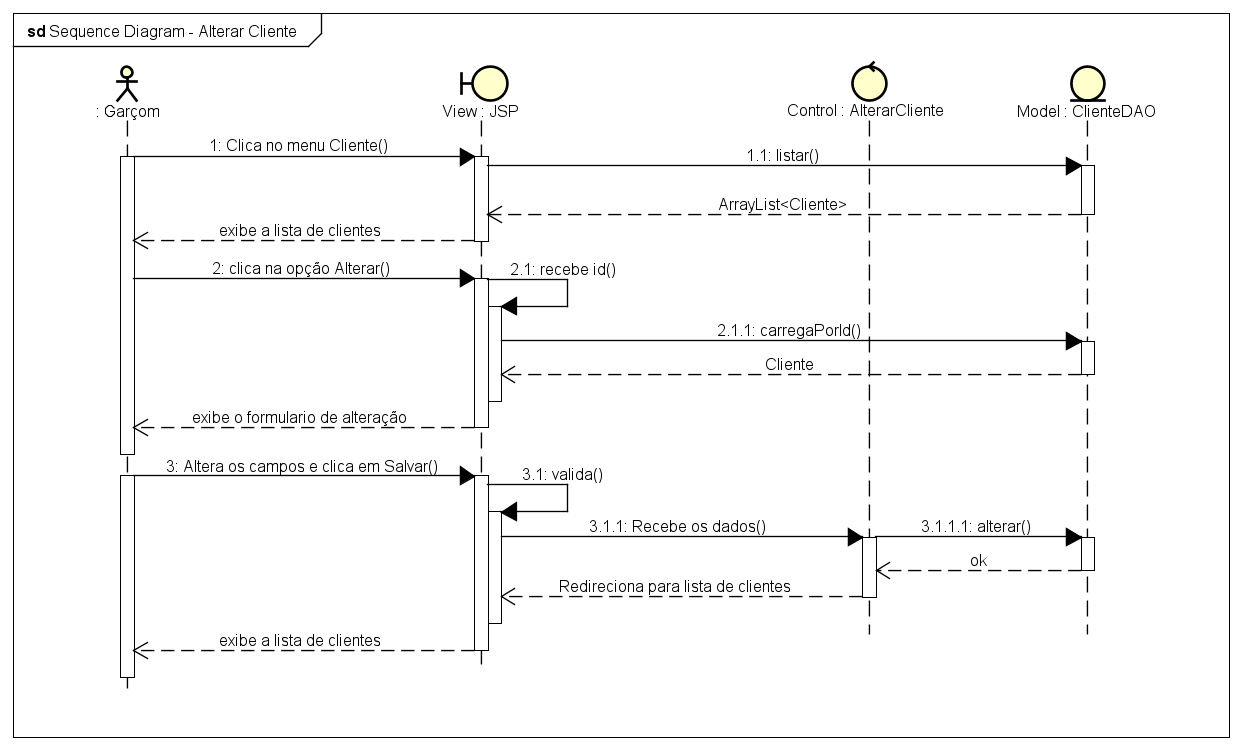 sd Sequence Diagram - Alterar Cliente
: Garçom
View : JSP
Control : AlterarCliente
Model : ClienteDAO
1: Clica no menu Cliente()
1.1: listar()
ArrayList<Cliente>
exibe a lista de clientes
2: clica na opção Alterar()
2.1: recebe id()
2.1.1: carregaPorId()
Cliente
exibe o formulario de alteração
3: Altera os campos e clica em Salvar()
3.1: valida()
3.1.1: Recebe os dados()
3.1.1.1: alterar()
ok
Redireciona para lista de clientes
exibe a lista de clientes